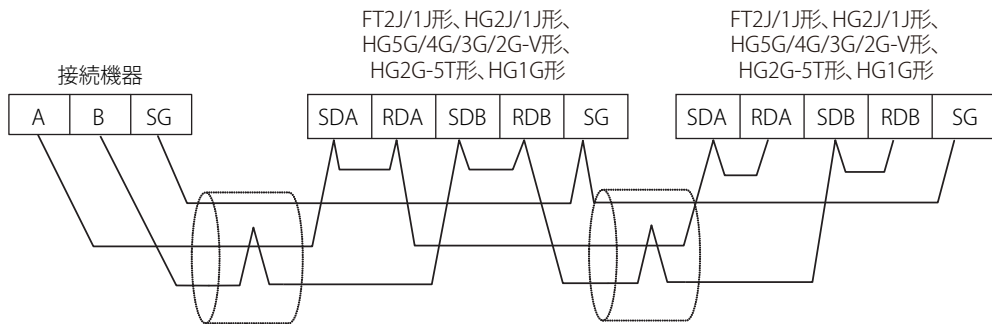 FT2J/1J形、HG2J/1J形、
HG5G/4G/3G/2G-V形、
HG2G-5T形、HG1G形
FT2J/1J形、HG2J/1J形、
HG5G/4G/3G/2G-V形、
HG2G-5T形、HG1G形
接続機器
A B SG
SDA RDA SDB RDB SG
SDA RDA SDB RDB SG